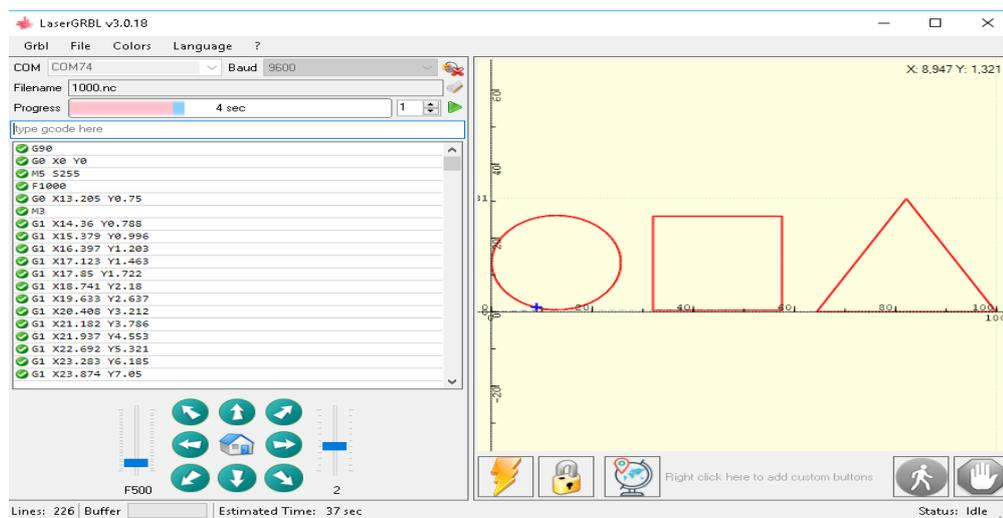 LaserGRBL v3.0.18
Grbl File Colors Language ?
COM COM74 Baud 9600
Filename 1000.nc
Progress 4 sec 1
type gcode here
G90
G0 X0 Y0
M5 S255
F1000
G0 X13.205 Y0.75
M3
G1 X14.36 Y0.788
G1 X15.379 Y0.996
G1 X16.397 Y1.203
G1 X17.123 Y1.463
G1 X17.85 Y1.722
G1 X18.741 Y2.18
G1 X19.633 Y2.637
G1 X20.408 Y3.212
G1 X21.182 Y3.786
G1 X21.937 Y4.553
G1 X22.692 Y5.321
G1 X23.283 Y6.185
G1 X23.874 Y7.05
F500 2
X: 8,947 Y: 1,321
60
40
31
20
0 20 40 60 80 100
0 100
-20
Right click here to add custom buttons
Lines: 226 Buffer Estimated Time: 37 sec Status: Idle